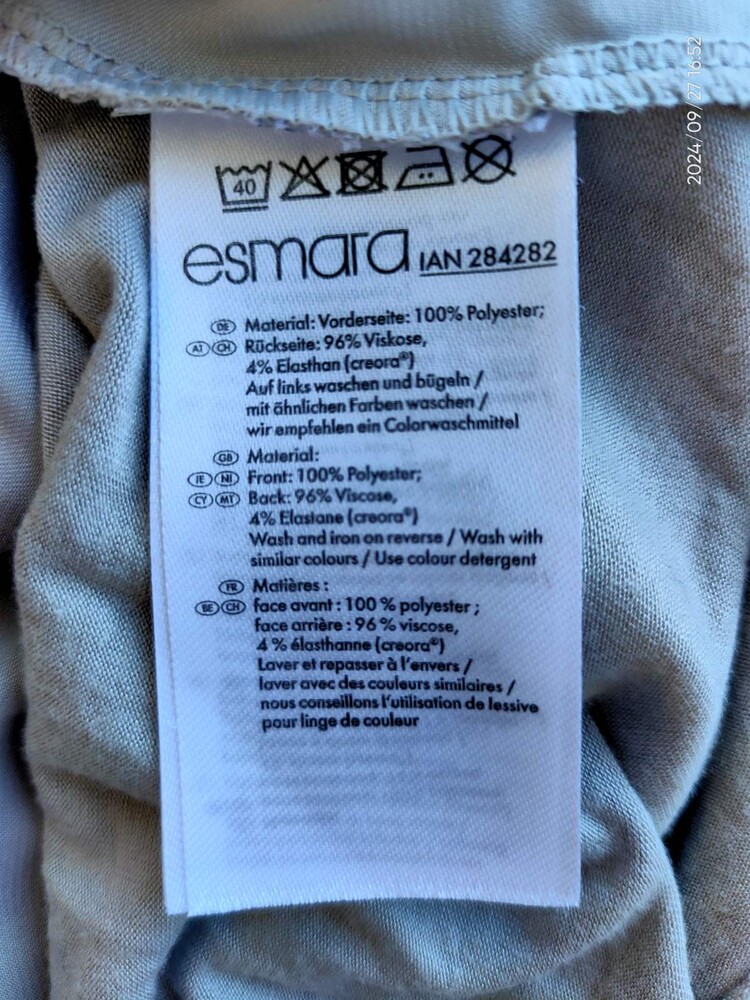 2024/09/27 16:52
40
esmara IAN 284282
DE Material: Vorderseite: 100% Polyester;
AT CH Rückseite: 96% Viskose,
4% Elasthan (creora®)
Auf links waschen und bügeln /
mit ähnlichen Farben waschen /
wir empfehlen ein Colorwaschmittel
GB Material:
IE NI Front: 100% Polyester;
CY MT Back: 96% Viscose,
4% Elastane (creora®)
Wash and iron on reverse / Wash with
similar colours / Use colour detergent
FR Matières :
BE CH face avant : 100 % polyester ;
face arrière : 96 % viscose,
4 % élasthanne (creora®)
Laver et repasser à l'envers /
laver avec des couleurs similaires /
nous conseillons l'utilisation de lessive
pour linge de couleur